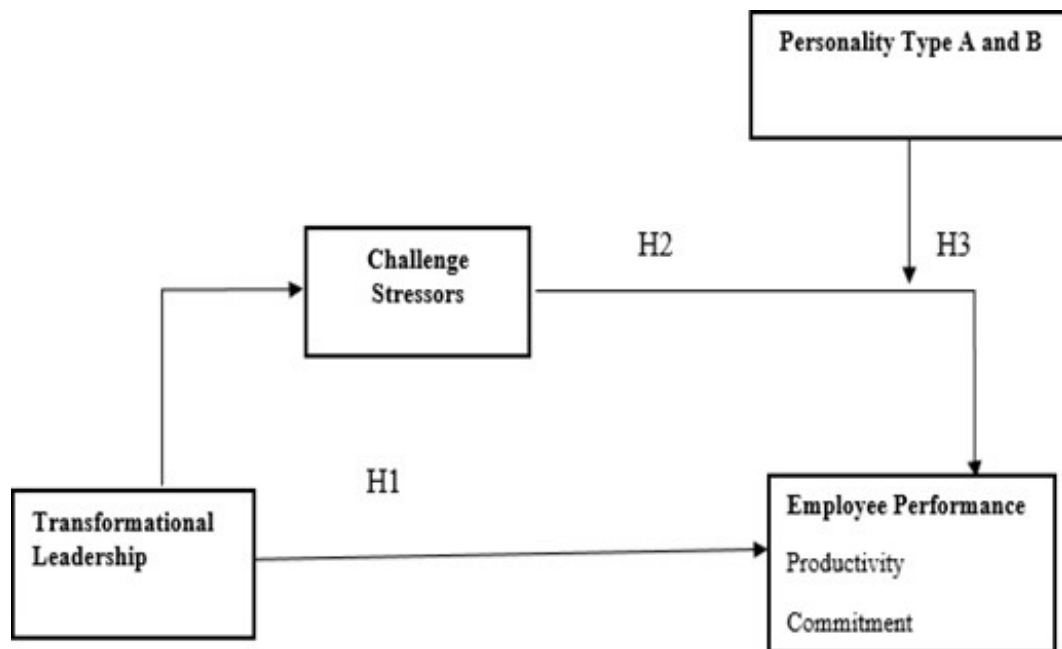 Personality Type A and B
Challenge
Stressors
H2
H3
H1
Transformational
Leadership
Employee Performance
Productivity
Commitment